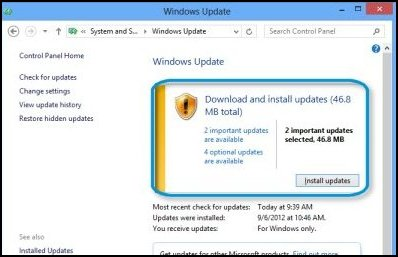 Windows Update
« System and S... ▸ Windows Update
Search Control Panel
Control Panel Home
Check for updates
Change settings
View update history
Restore hidden updates
Windows Update
Download and install updates (46.8
MB total)
2 important updates
are available
4 optional updates
are available
2 important updates
selected, 46.8 MB
Install updates
Most recent check for updates: Today at 9:39 AM
Updates were installed: 9/6/2012 at 10:46 AM.
You receive updates: For Windows only.
See also
Installed Updates
Get updates for other Microsoft products. Find out more